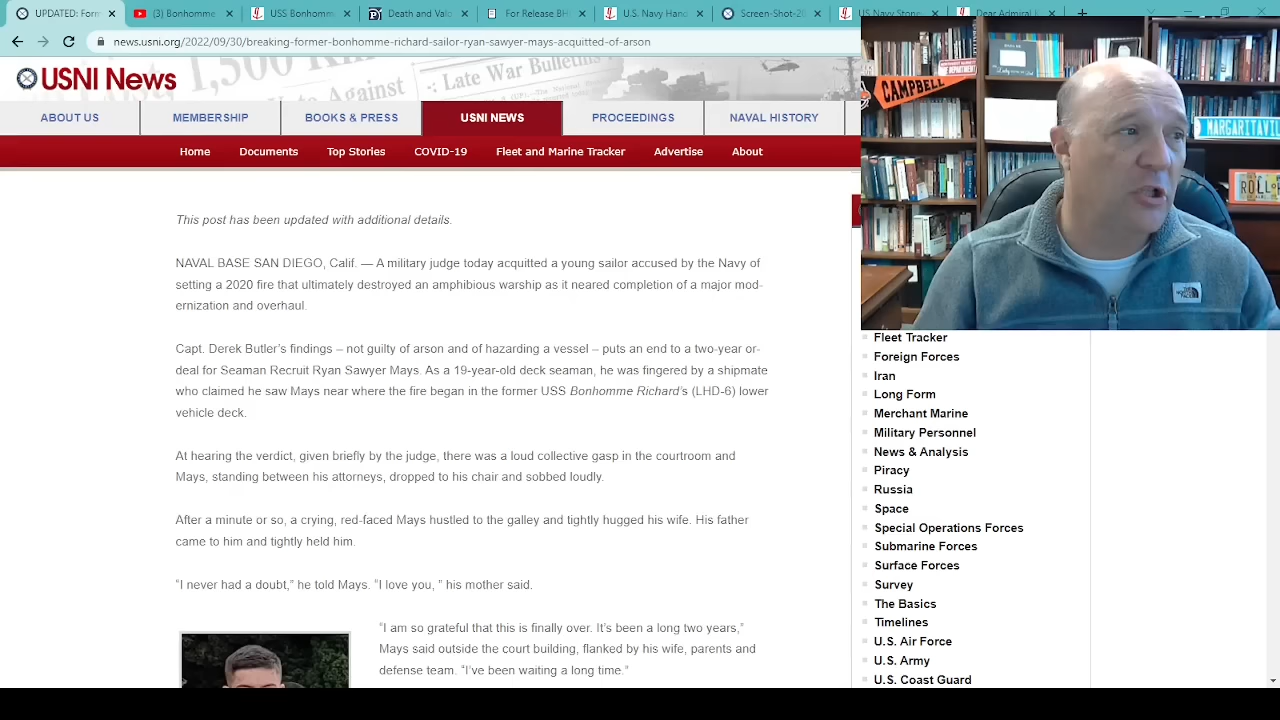 UPDATED: Form
BREAKING
U.S. Bonhomme
Release BH
U.S. Navy Hand
Screen-Shot-20
news.usni.org/2022/09/30/breaking-former-bonhomme-richard-sailor-ryan-sawyer-mays-acquitted-of-arson
USNI News
Late War Bulletins
ABOUT US MEMBERSHIP BOOKS & PRESS USNI NEWS PROCEEDINGS NAVAL HISTORY
Home Documents Top Stories COVID-19 Fleet and Marine Tracker Advertise About
CAMPBELL
MARGARITAVIL
ROLL
THE NORTH FACE
This post has been updated with additional details.
NAVAL BASE SAN DIEGO, Calif. — A military judge today acquitted a young sailor accused by the Navy of
setting a 2020 fire that ultimately destroyed an amphibious warship as it neared completion of a major mod-
ernization and overhaul.
Capt. Derek Butler’s findings – not guilty of arson and of hazarding a vessel – puts an end to a two-year or-
deal for Seaman Recruit Ryan Sawyer Mays. As a 19-year-old deck seaman, he was fingered by a shipmate
who claimed he saw Mays near where the fire began in the former USS Bonhomme Richard’s (LHD-6) lower
vehicle deck.
At hearing the verdict, given briefly by the judge, there was a loud collective gasp in the courtroom and
Mays, standing between his attorneys, dropped to his chair and sobbed loudly.
After a minute or so, a crying, red-faced Mays hustled to the galley and tightly hugged his wife. His father
came to him and tightly held him.
“I never had a doubt,” he told Mays. “I love you, ” his mother said.
“I am so grateful that this is finally over. It’s been a long two years,”
Mays said outside the court building, flanked by his wife, parents and
defense team. “I’ve been waiting a long time.”
Fleet Tracker
Foreign Forces
Iran
Long Form
Merchant Marine
Military Personnel
News & Analysis
Piracy
Russia
Space
Special Operations Forces
Submarine Forces
Surface Forces
Survey
The Basics
Timelines
U.S. Air Force
U.S. Army
U.S. Coast Guard